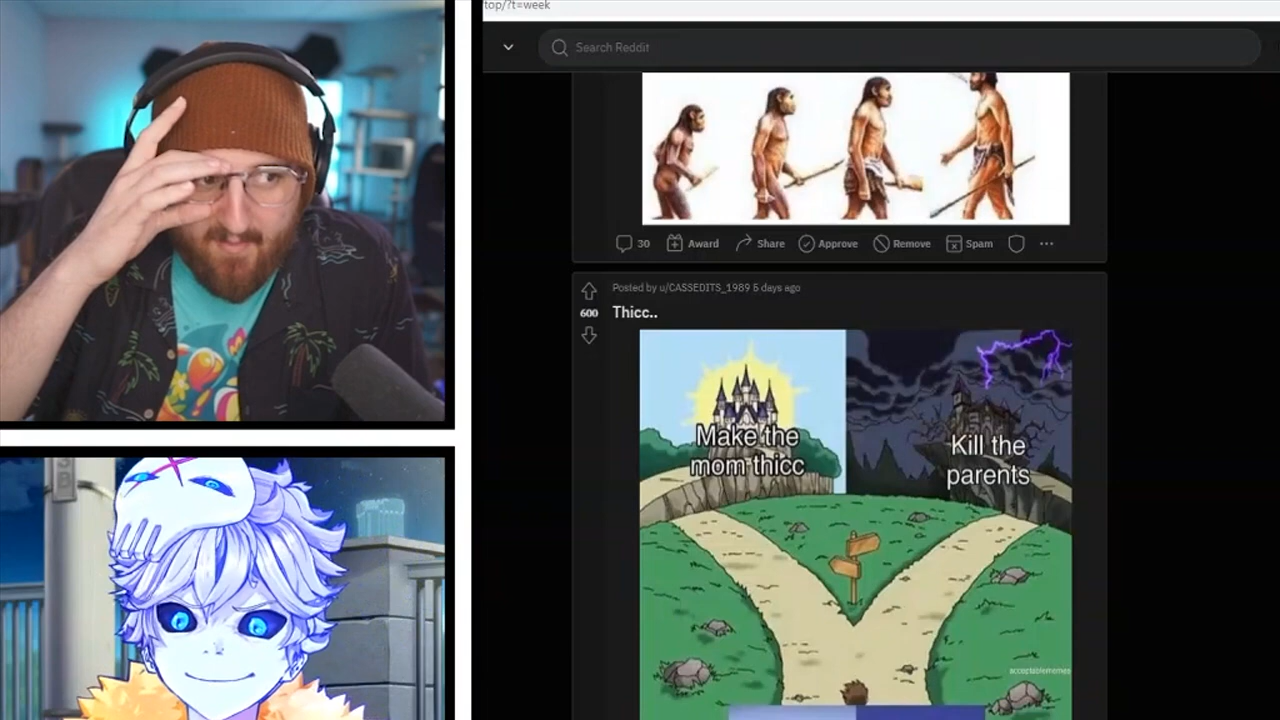 top/?t=week
Search Reddit
30 Award Share Approve Remove Spam
Posted by u/CASSEDITS_1989 5 days ago
600
Thicc..
Make the
mom thicc
Kill the
parents
acceptablememes